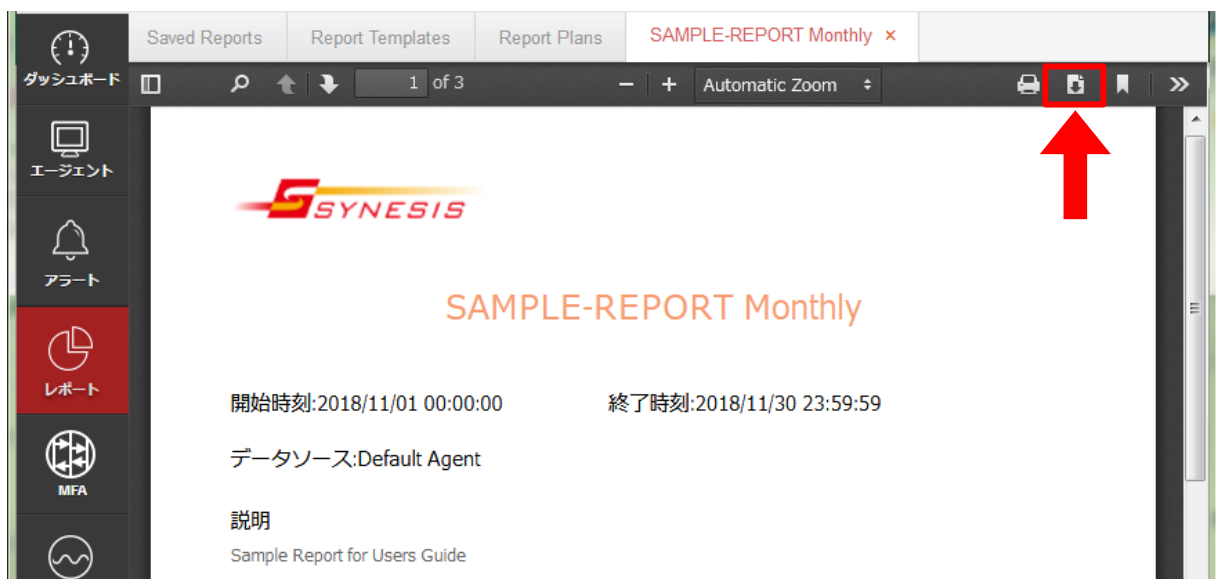 Saved Reports Report Templates Report Plans SAMPLE-REPORT Monthly ×
ダッシュボード
1 of 3 − + Automatic Zoom
エージェント
アラート
レポート
MFA
SYNESIS
SAMPLE-REPORT Monthly
開始時刻:2018/11/01 00:00:00 終了時刻:2018/11/30 23:59:59
データソース:Default Agent
説明
Sample Report for Users Guide